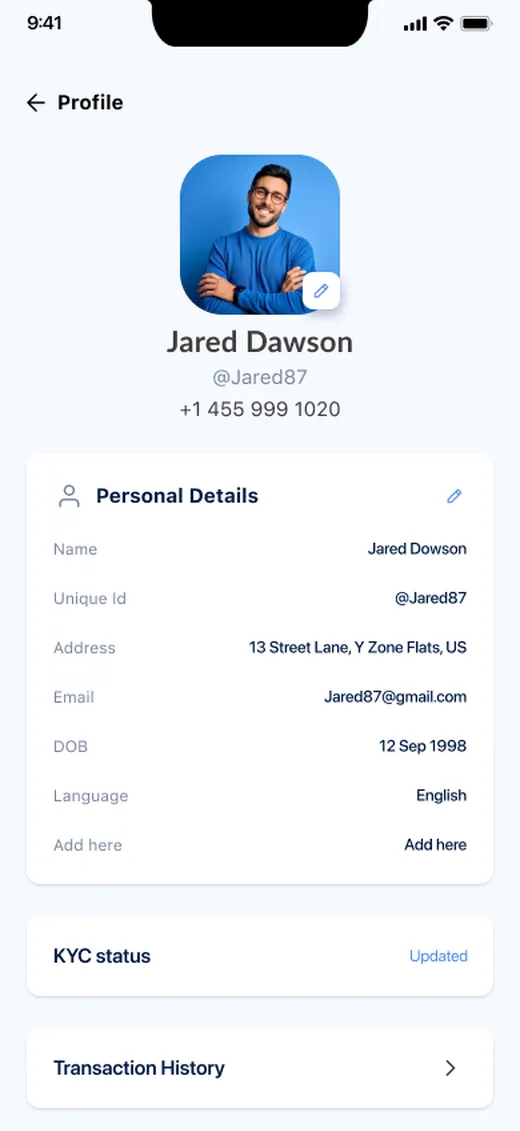 9:41
Profile
Jared Dawson
@Jared87
+1 455 999 1020
Personal Details
Name Jared Dowson
Unique Id @Jared87
Address 13 Street Lane, Y Zone Flats, US
Email Jared87@gmail.com
DOB 12 Sep 1998
Language English
Add here Add here
KYC status Updated
Transaction History